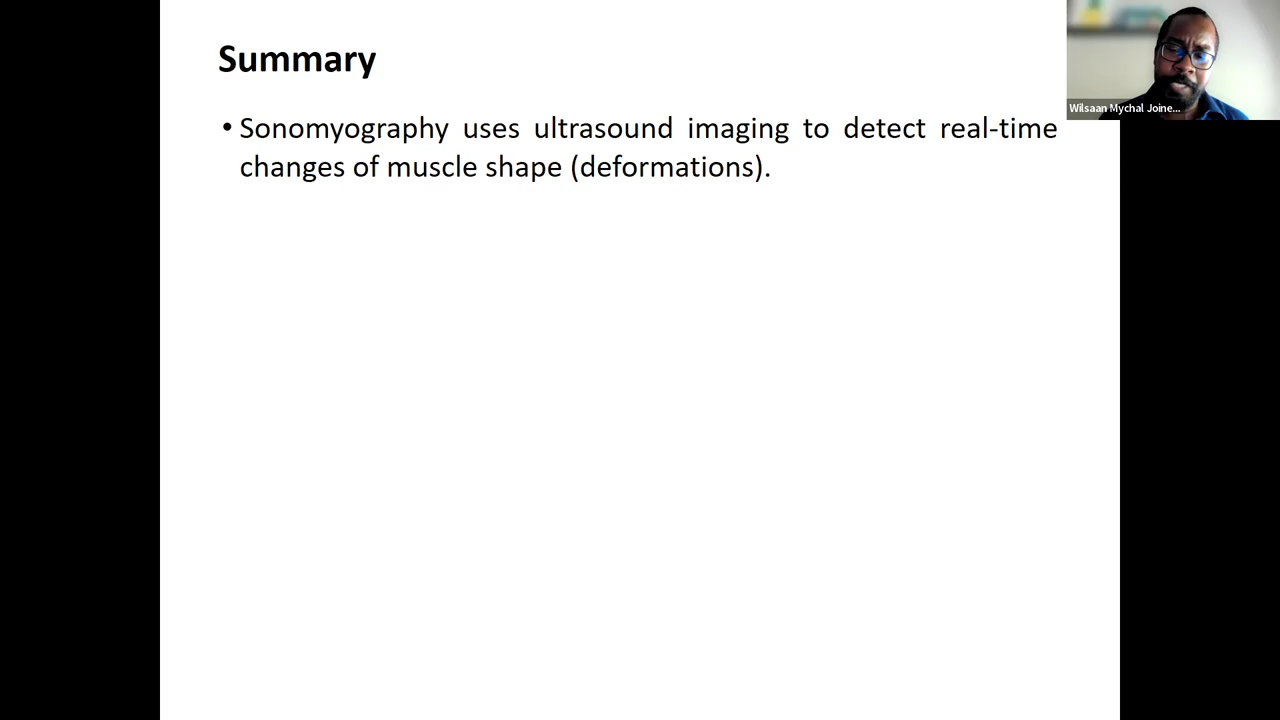 Summary
• Sonomyography uses ultrasound imaging to detect real-time
changes of muscle shape (deformations).
Wilsaan Mychal Joine...